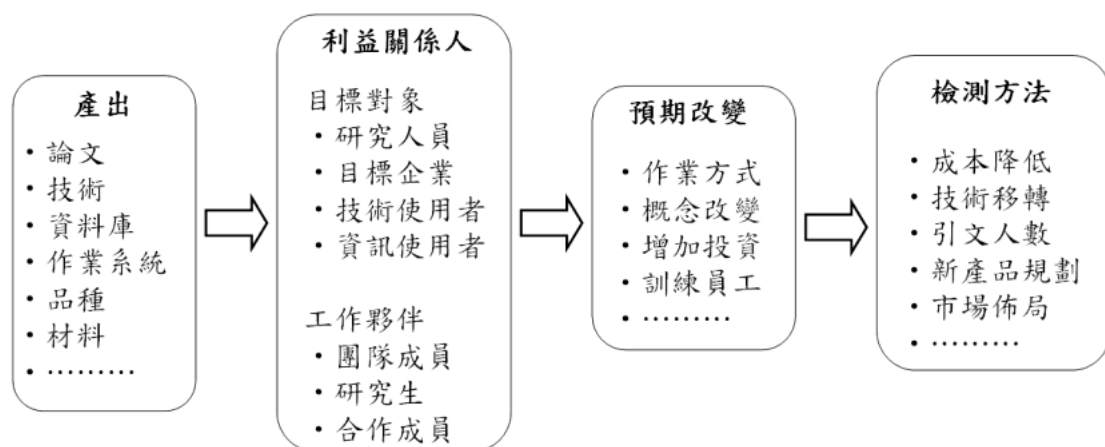 產出
• 論文
• 技術
• 資料庫
• 作業系統
• 品種
• 材料
• ………
利益關係人
目標對象
• 研究人員
• 目標企業
• 技術使用者
• 資訊使用者
工作夥伴
• 團隊成員
• 研究生
• 合作成員
預期改變
• 作業方式
• 概念改變
• 增加投資
• 訓練員工
• ………
檢測方法
• 成本降低
• 技術移轉
• 引文人數
• 新產品規劃
• 市場佈局
• ………